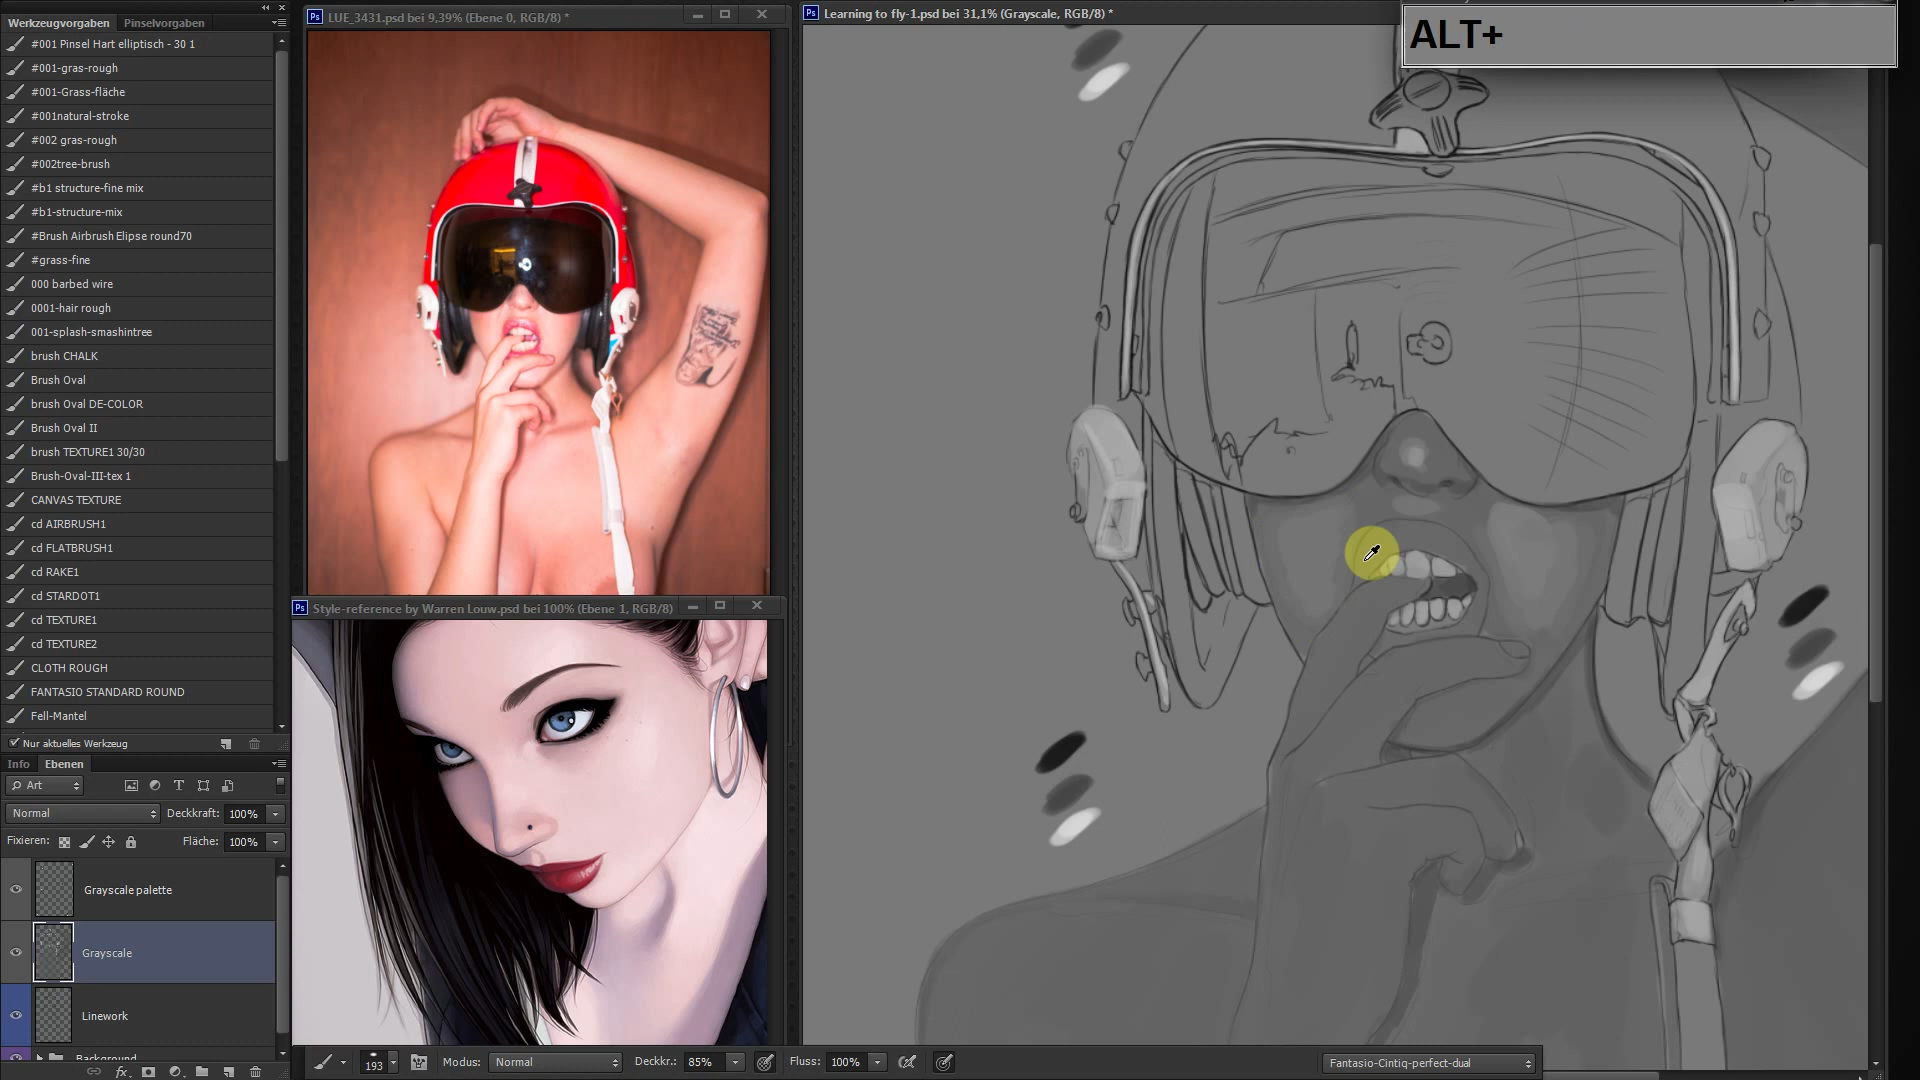 Werkzeugvorgaben
Pinselvorgaben
#001 Pinsel Hart elliptisch - 30 1
#001-gras-rough
#001-Grass-fläche
#001natural-stroke
#002 gras-rough
#002tree-brush
#b1 structure-fine mix
#b1-structure-mix
#Brush Airbrush Elipse round70
#grass-fine
000 barbed wire
0001-hair rough
001-splash-smashintree
brush CHALK
Brush Oval
brush Oval DE-COLOR
Brush Oval II
brush TEXTURE1 30/30
Brush-Oval-III-tex 1
CANVAS TEXTURE
cd AIRBRUSH1
cd FLATBRUSH1
cd RAKE1
cd STARDOT1
cd TEXTURE1
cd TEXTURE2
CLOTH ROUGH
FANTASIO STANDARD ROUND
Fell-Mantel
Nur aktuelles Werkzeug
Info
Ebenen
Art
Normal
Deckkraft: 100%
Fixieren:
Fläche: 100%
Grayscale palette
Grayscale
Linework
Background
fx
Ps LUE_3431.psd bei 9,39% (Ebene 0, RGB/8) *
Ps Style-reference by Warren Louw.psd bei 100% (Ebene 1, RGB/8)
Ps Learning to fly-1.psd bei 31,1% (Grayscale, RGB/8) *
ALT+
193
Modus: Normal
Deckkr.: 85%
Fluss: 100%
Fantasio-Cintiq-perfect-dual